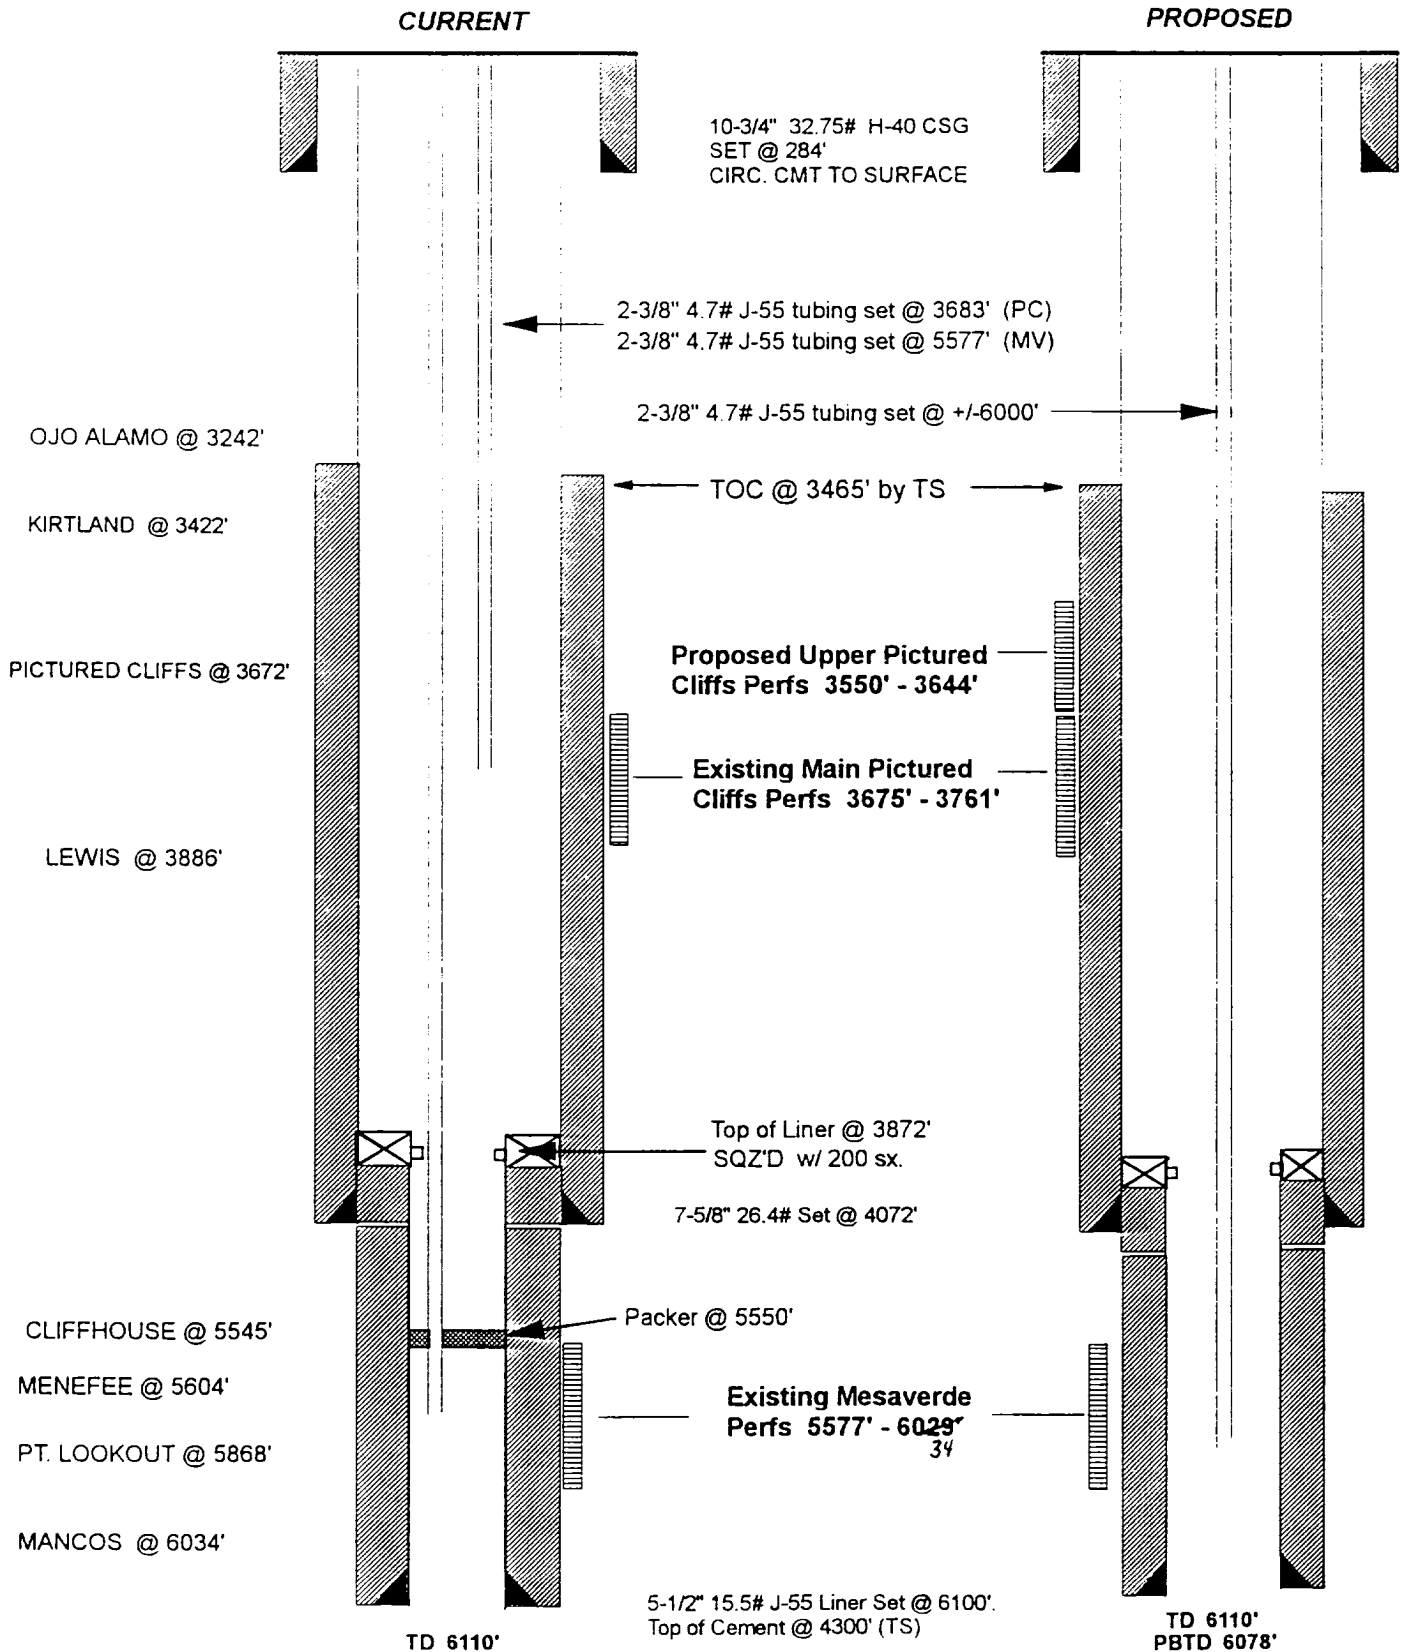 CURRENT
PROPOSED
10-3/4" 32.75# H-40 CSG
SET @ 284'
CIRC. CMT TO SURFACE
2-3/8" 4.7# J-55 tubing set @ 3683' (PC)
2-3/8" 4.7# J-55 tubing set @ 5577' (MV)
2-3/8" 4.7# J-55 tubing set @ +/-6000'
OJO ALAMO @ 3242'
TOC @ 3465' by TS
KIRTLAND @ 3422'
Proposed Upper Pictured
Cliffs Perfs 3550' - 3644'
PICTURED CLIFFS @ 3672'
Existing Main Pictured
Cliffs Perfs 3675' - 3761'
LEWIS @ 3886'
Top of Liner @ 3872'
SQZ'D w/ 200 sx.
7-5/8" 26.4# Set @ 4072'
Packer @ 5550'
CLIFFHOUSE @ 5545'
MENEFEE @ 5604'
Existing Mesaverde
Perfs 5577' - 6029'
34
PT. LOOKOUT @ 5868'
MANCOS @ 6034'
5-1/2" 15.5# J-55 Liner Set @ 6100'.
Top of Cement @ 4300' (TS)
TD 6110'
TD 6110'
PBTD 6078'